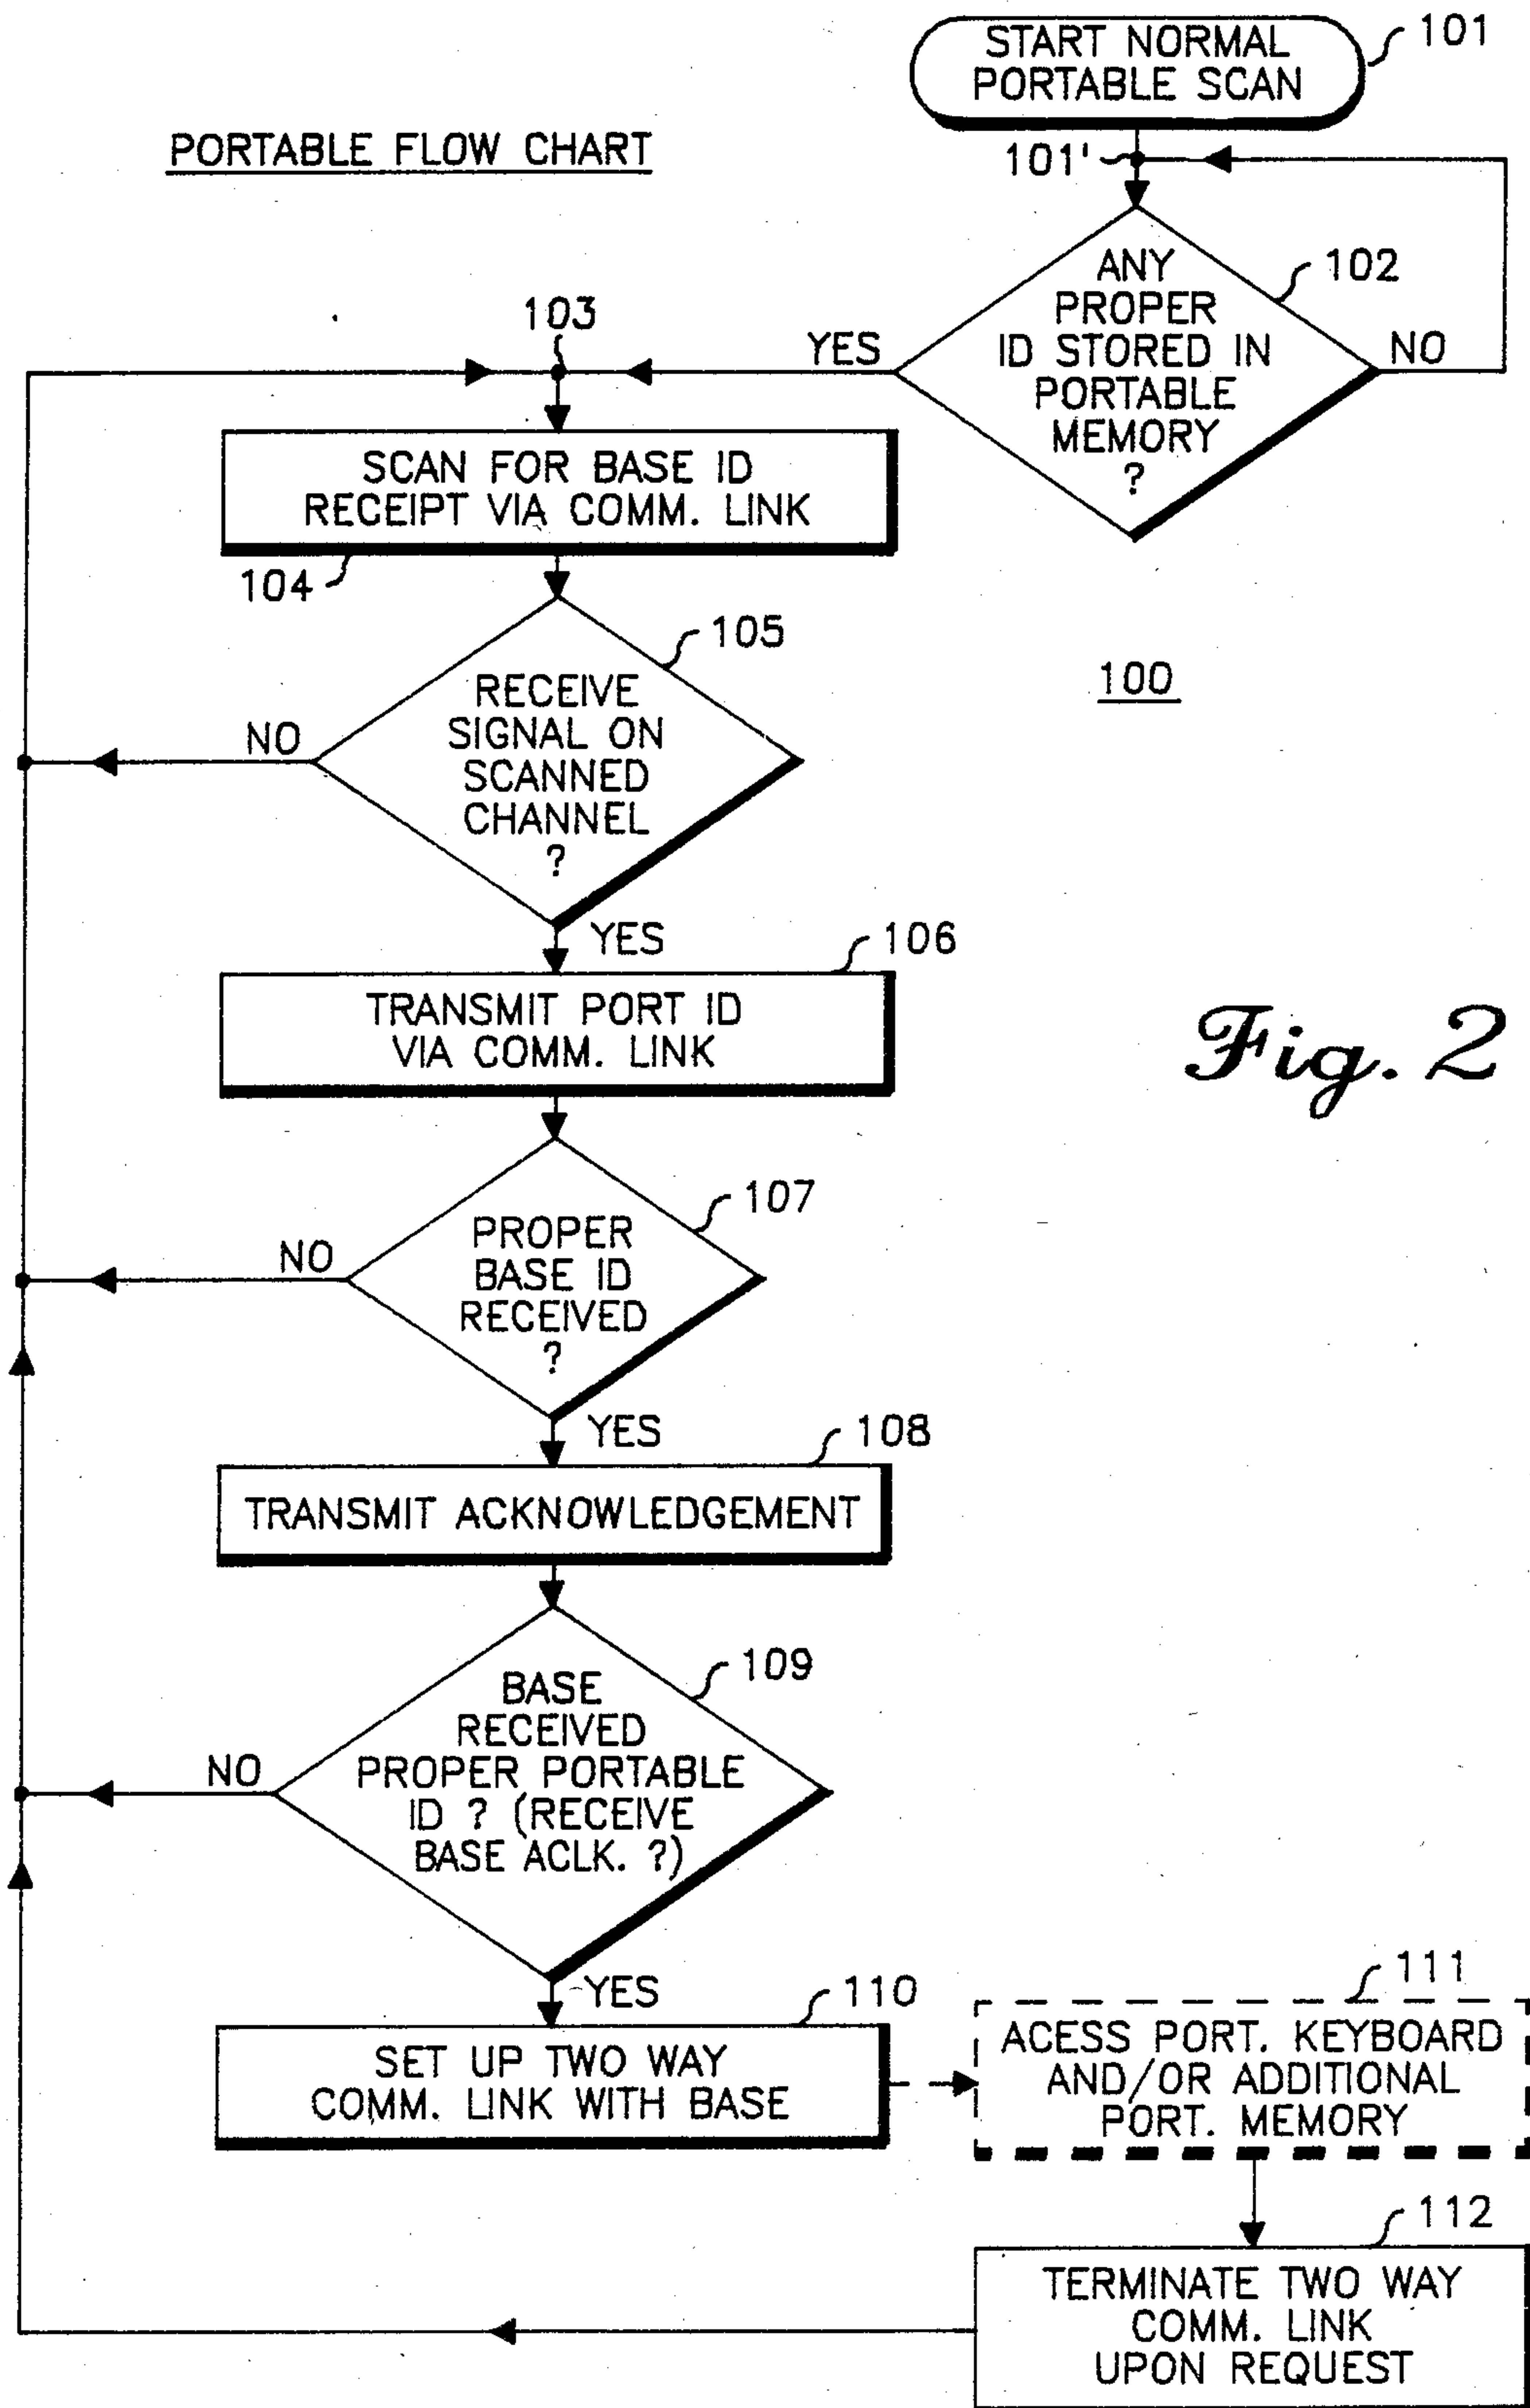 START NORMAL
PORTABLE SCAN
101
PORTABLE FLOW CHART
101'
ANY
PROPER
ID STORED IN
PORTABLE
MEMORY
?
102
YES
NO
103
SCAN FOR BASE ID
RECEIPT VIA COMM. LINK
104
RECEIVE
SIGNAL ON
SCANNED
CHANNEL
?
105
100
NO
YES
106
TRANSMIT PORT ID
VIA COMM. LINK
Fig. 2
PROPER
BASE ID
RECEIVED
?
107
NO
YES
108
TRANSMIT ACKNOWLEDGEMENT
BASE
RECEIVED
PROPER PORTABLE
ID ? (RECEIVE
BASE ACLK. ?)
109
NO
YES
110
SET UP TWO WAY
COMM. LINK WITH BASE
111
ACESS PORT. KEYBOARD
AND/OR ADDITIONAL
PORT. MEMORY
112
TERMINATE TWO WAY
COMM. LINK
UPON REQUEST